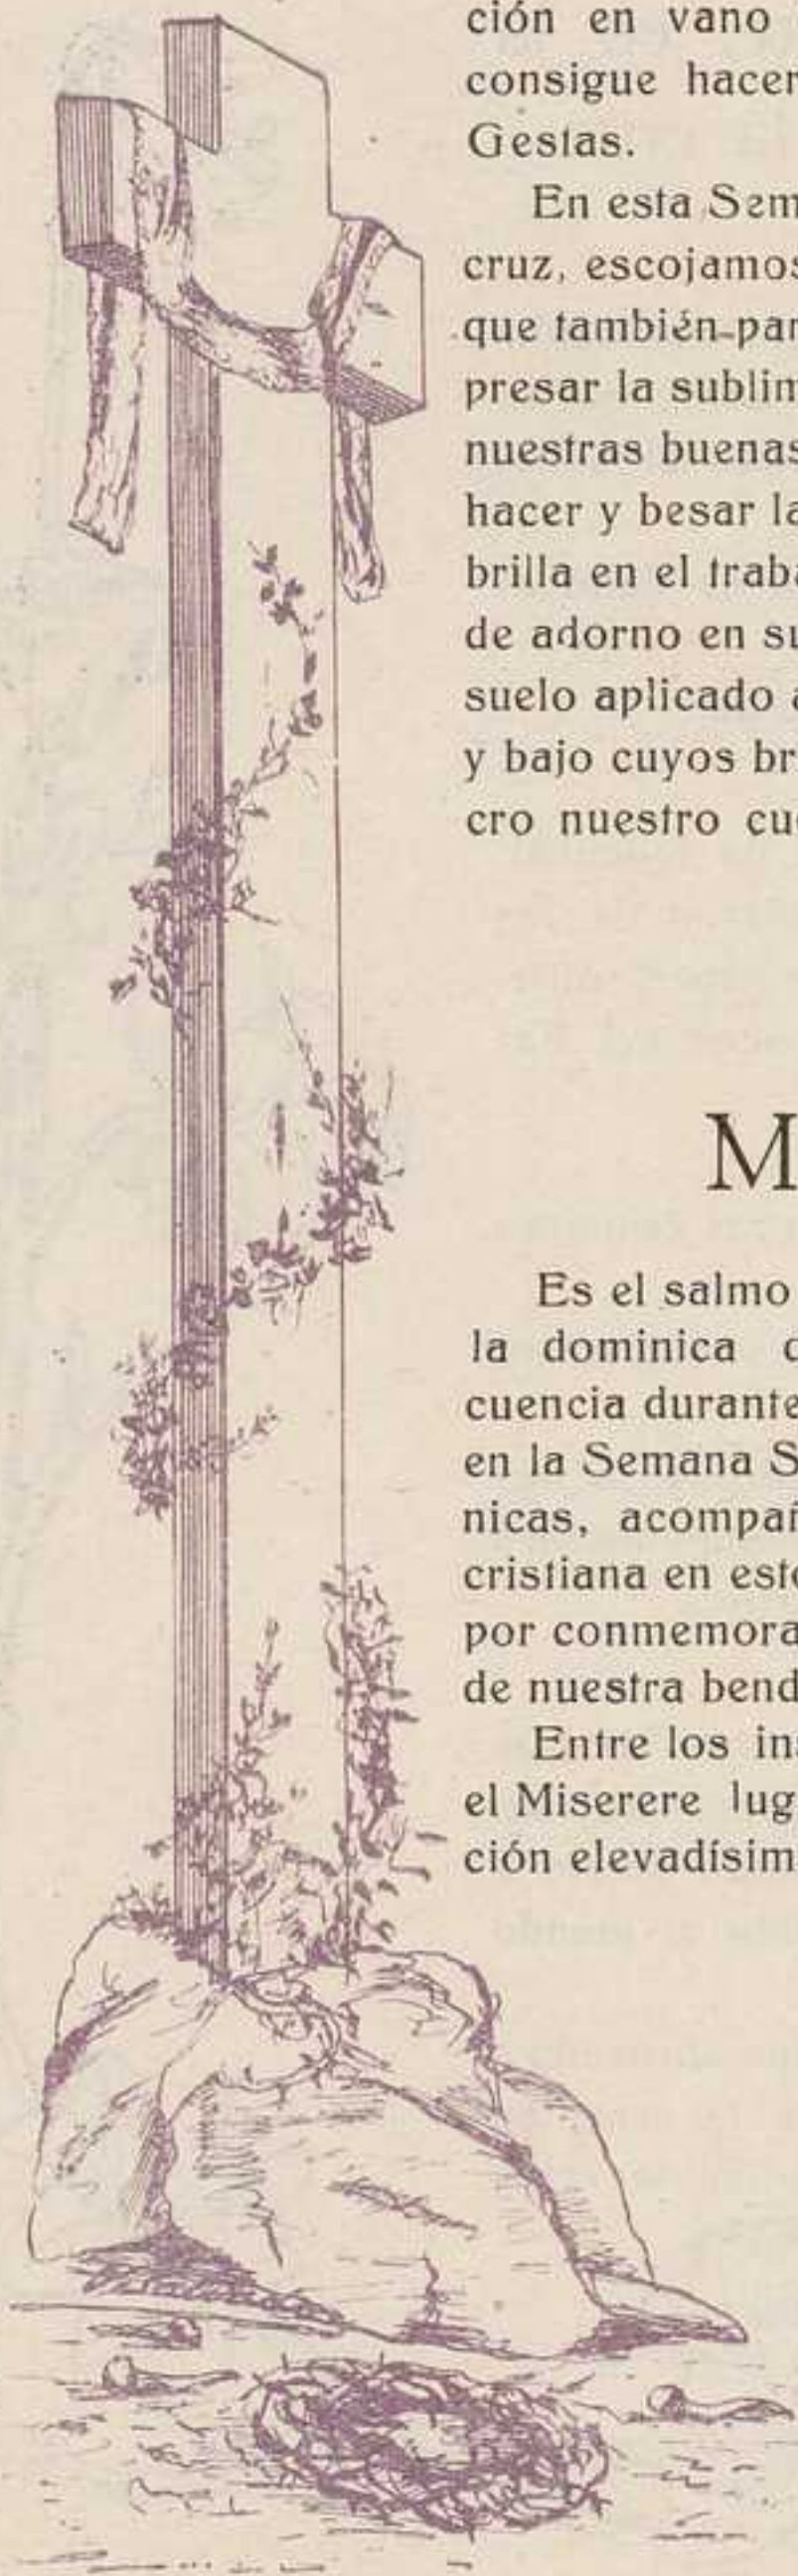 ción en vano
consigue hacer
Gestas.
En esta Sem
cruz, escojamos
que también par
presar la sublim
nuestras buenas
hacer y besar la
brilla en el traba
de adorno en su
suelo aplicado a
y bajo cuyos br
cro nuestro cu
M
Es el salmo
la dominica
cuencia durante
en la Semana S
nicas, acompañ
cristiana en est
por conmemora
de nuestra bend
Entre los in
el Miserere lug
ción elevadísim